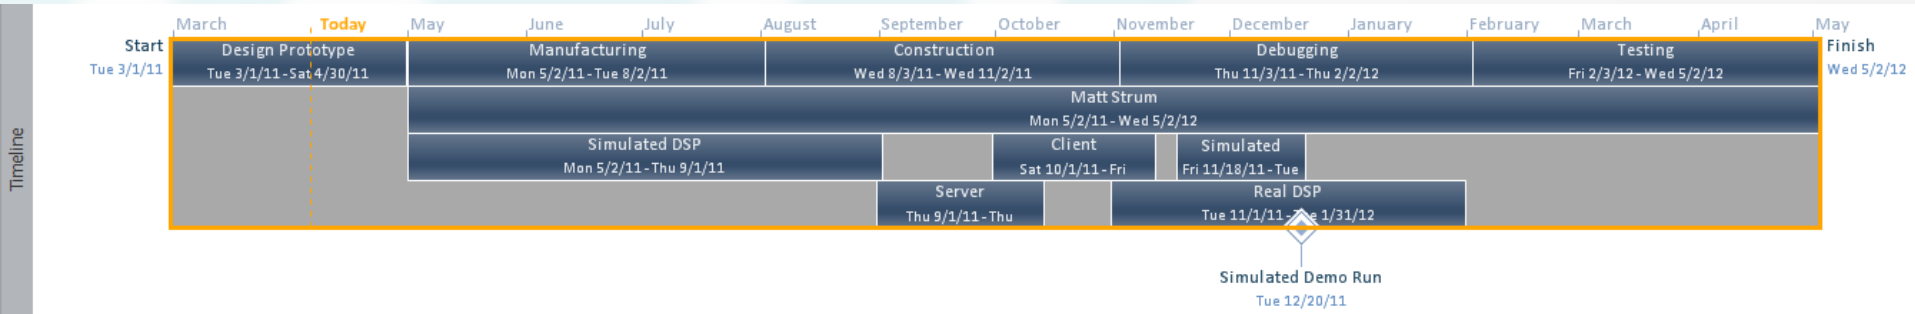 March Today May June July August September October November December January February March April May
Start
Tue 3/1/11
Design Prototype Manufacturing Construction Debugging Testing
Tue 3/1/11 - Sat 4/30/11 Mon 5/2/11 - Tue 8/2/11 Wed 8/3/11 - Wed 11/2/11 Thu 11/3/11 - Thu 2/2/12 Fri 2/3/12 - Wed 5/2/12
Finish
Wed 5/2/12
Matt Strum
Mon 5/2/11 - Wed 5/2/12
Simulated DSP Client Simulated
Mon 5/2/11 - Thu 9/1/11 Sat 10/1/11 - Fri Fri 11/18/11 - Tue
Server Real DSP
Thu 9/1/11 - Thu Tue 11/1/11 - Tue 1/31/12
Simulated Demo Run
Tue 12/20/11
Timeline